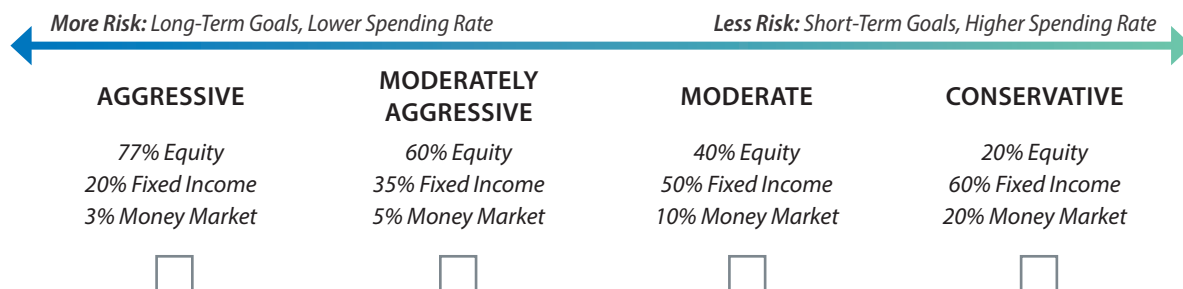 More Risk: Long-Term Goals, Lower Spending Rate
Less Risk: Short-Term Goals, Higher Spending Rate
AGGRESSIVE
77% Equity
20% Fixed Income
3% Money Market
MODERATELY
AGGRESSIVE
60% Equity
35% Fixed Income
5% Money Market
MODERATE
40% Equity
50% Fixed Income
10% Money Market
CONSERVATIVE
20% Equity
60% Fixed Income
20% Money Market